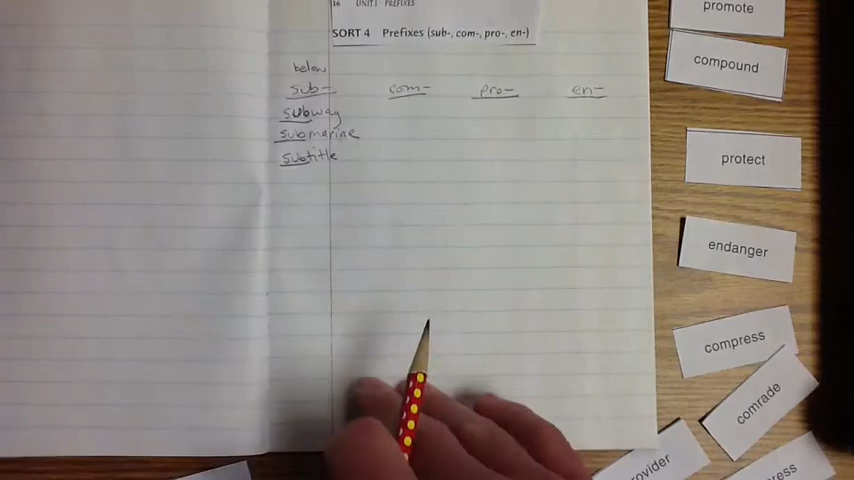 16 UNIT I PREFIXES
SORT 4 Prefixes (sub-, com-, pro-, en-)
below
sub- com- pro- en-
subway
submarine
subtitle
promote
compound
protect
endanger
compress
comrade